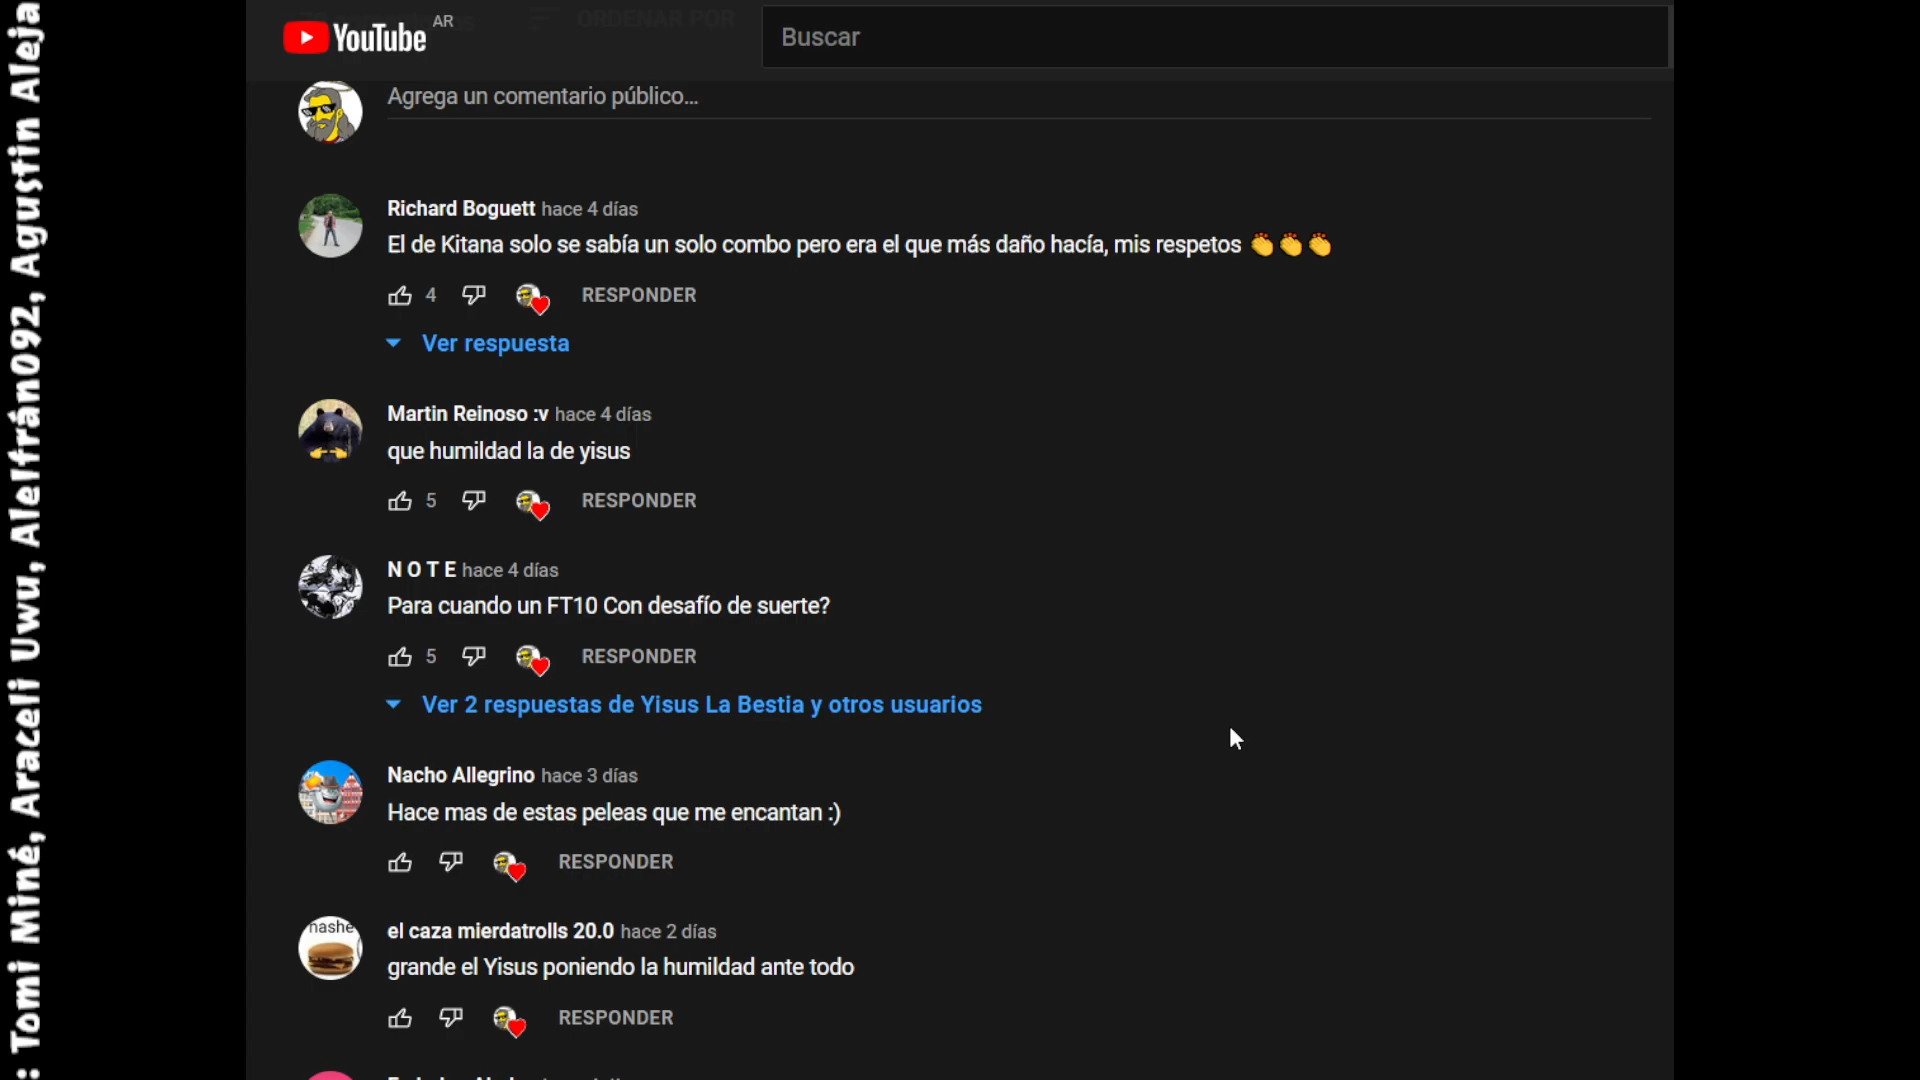 :: Tomi Miné, Araceli Uwu, Alelfrán092, Agustin Aleja
YouTube AR
ORDENAR POR
Buscar
Agrega un comentario público...
Richard Boguett hace 4 días
El de Kitana solo se sabía un solo combo pero era el que más daño hacía, mis respetos 👏👏👏
4 RESPONDER
Ver respuesta
Martin Reinoso :v hace 4 días
que humildad la de yisus
5 RESPONDER
N O T E hace 4 días
Para cuando un FT10 Con desafío de suerte?
5 RESPONDER
Ver 2 respuestas de Yisus La Bestia y otros usuarios
Nacho Allegrino hace 3 días
Hace mas de estas peleas que me encantan :)
RESPONDER
nashe
el caza mierdatrolls 20.0 hace 2 días
grande el Yisus poniendo la humildad ante todo
RESPONDER